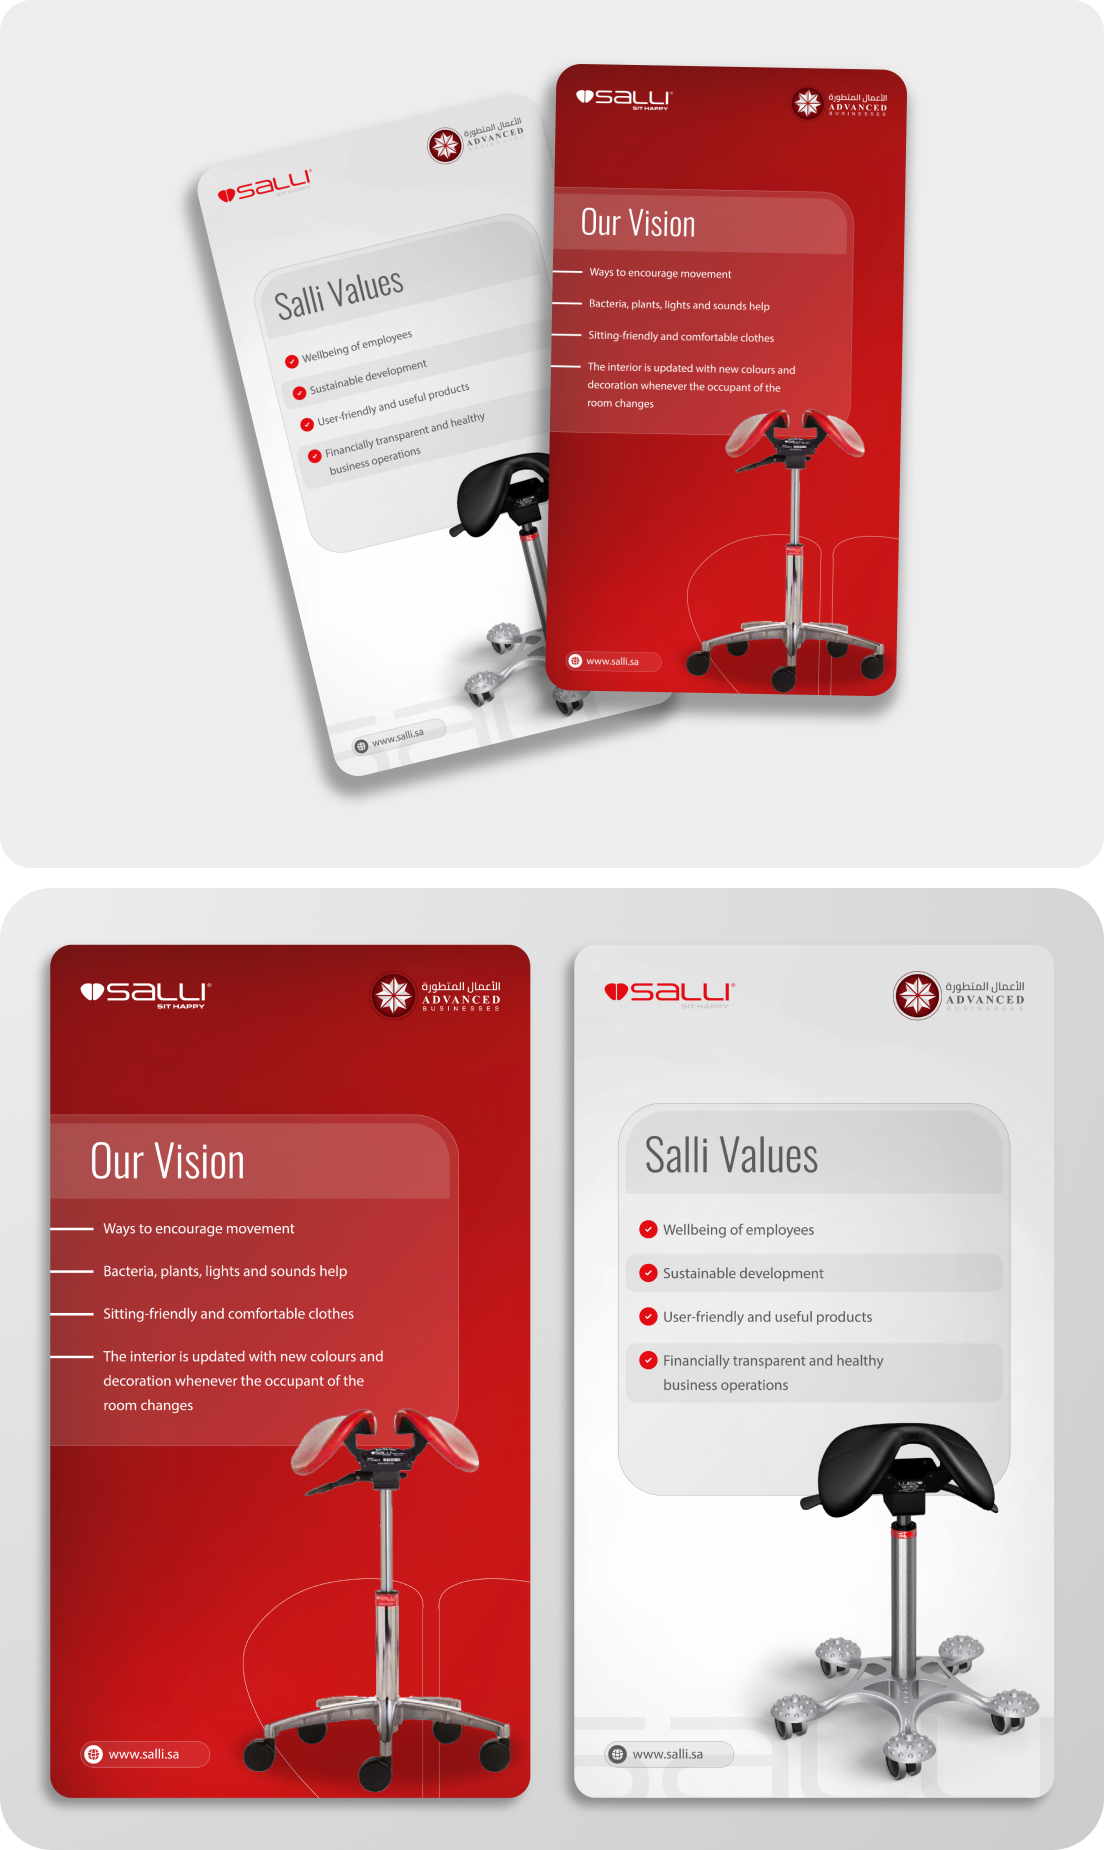 SALLI®
SIT HAPPY
الأعمال المتطورة
ADVANCED
BUSINESSES
Salli Values
Wellbeing of employees
Sustainable development
User-friendly and useful products
Financially transparent and healthy
business operations
www.salli.sa
SALLI®
SIT HAPPY
الأعمال المتطورة
ADVANCED
BUSINESSES
Our Vision
Ways to encourage movement
Bacteria, plants, lights and sounds help
Sitting-friendly and comfortable clothes
The interior is updated with new colours and
decoration whenever the occupant of the
room changes
www.salli.sa
SALLI®
SIT HAPPY
الأعمال المتطورة
ADVANCED
BUSINESSES
Our Vision
Ways to encourage movement
Bacteria, plants, lights and sounds help
Sitting-friendly and comfortable clothes
The interior is updated with new colours and
decoration whenever the occupant of the
room changes
SALLI
www.salli.sa
SALLI®
SIT HAPPY
الأعمال المتطورة
ADVANCED
BUSINESSES
Salli Values
Wellbeing of employees
Sustainable development
User-friendly and useful products
Financially transparent and healthy
business operations
www.salli.sa